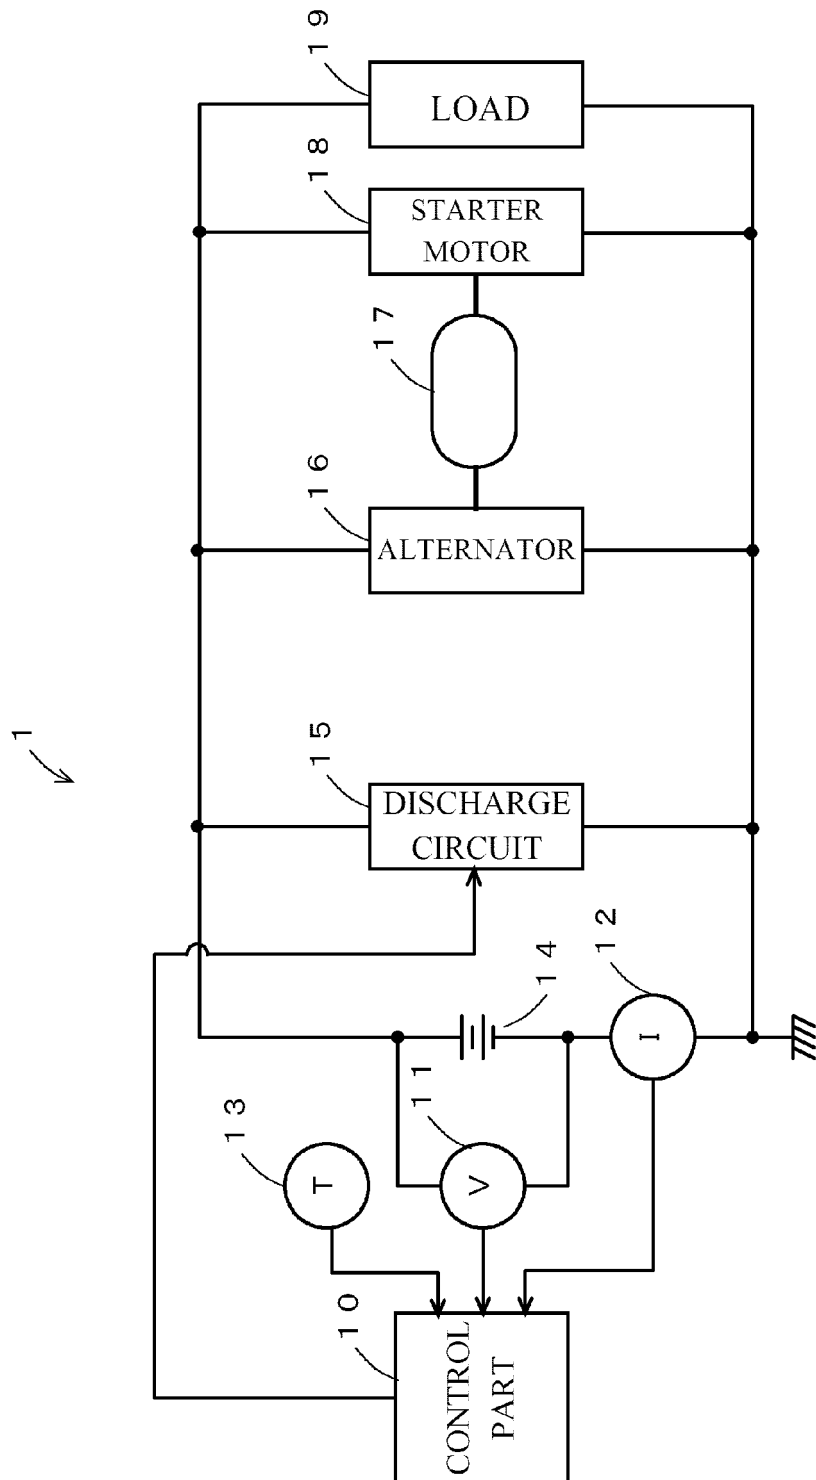 19
LOAD
18
STARTER
MOTOR
17
16
ALTERNATOR
1
15
DISCHARGE
CIRCUIT
12
I
14
11
V
13
T
10
CONTROL
PART